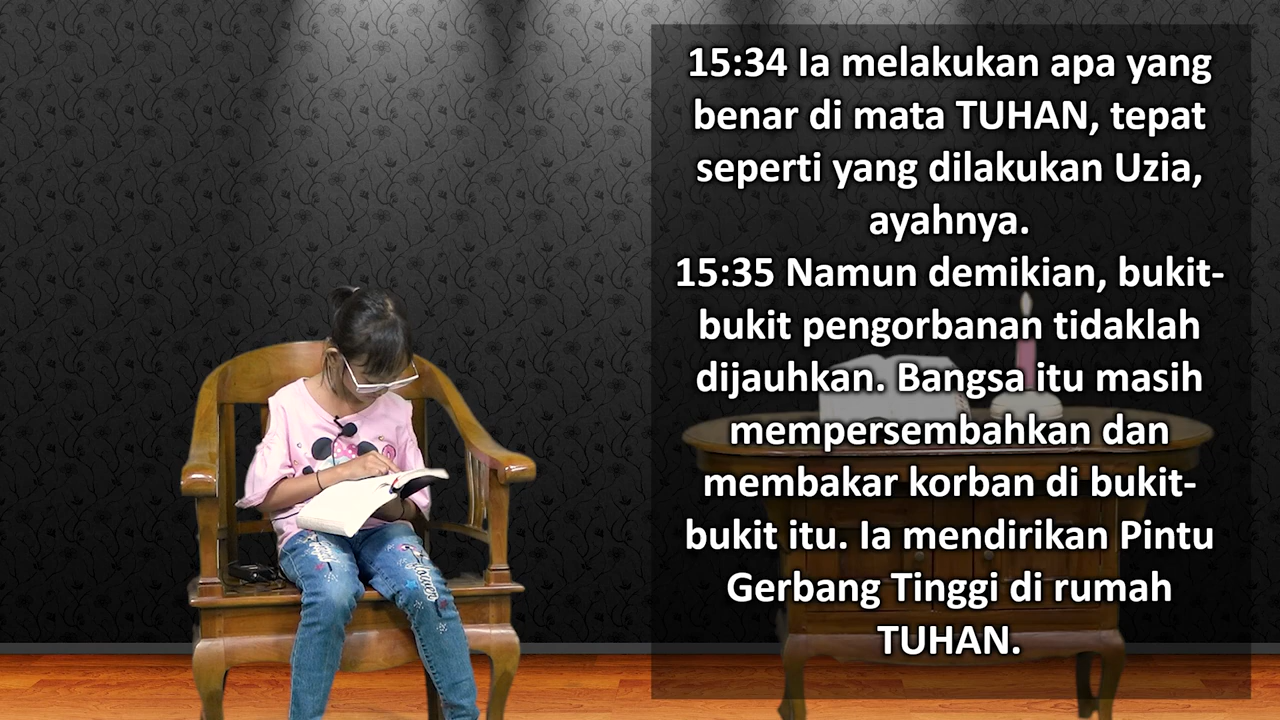 15:34 Ia melakukan apa yang
benar di mata TUHAN, tepat
seperti yang dilakukan Uzia,
ayahnya.
15:35 Namun demikian, bukit-
bukit pengorbanan tidaklah
dijauhkan. Bangsa itu masih
mempersembahkan dan
membakar korban di bukit-
bukit itu. Ia mendirikan Pintu
Gerbang Tinggi di rumah
TUHAN.